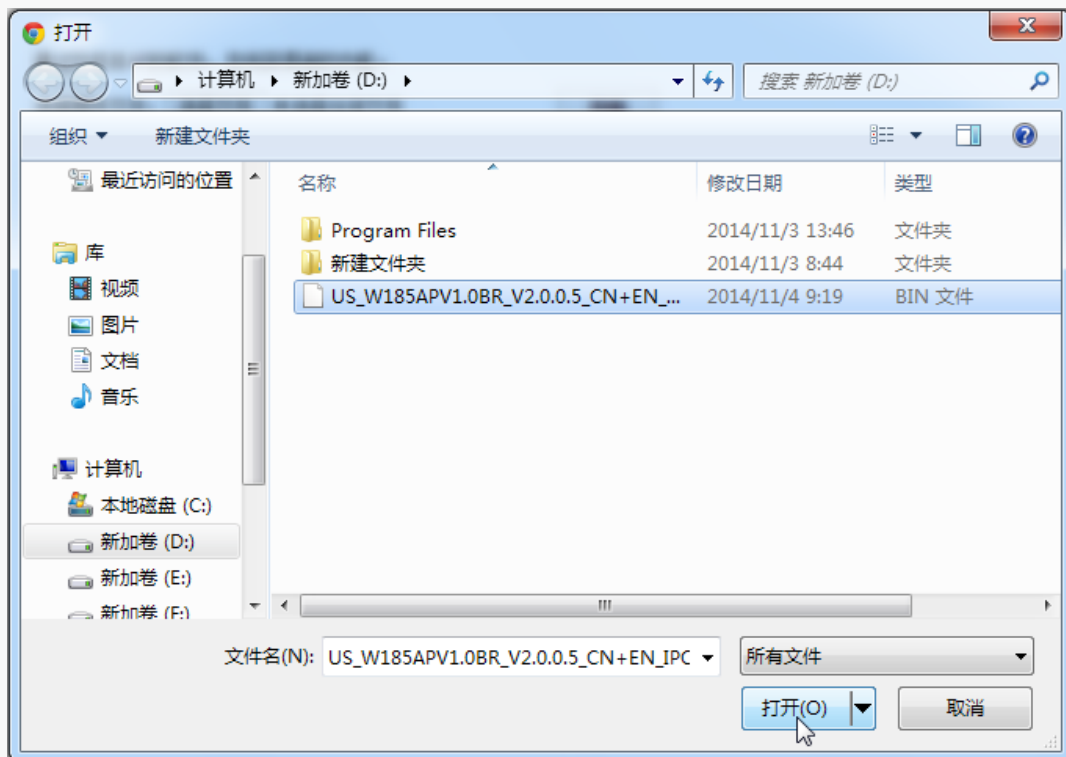 打开
计算机 新加卷 (D:)
搜索 新加卷 (D:)
组织 新建文件夹
最近访问的位置
库
视频
图片
文档
音乐
计算机
本地磁盘 (C:)
新加卷 (D:)
新加卷 (E:)
新加卷 (F:)
名称 修改日期 类型
Program Files 2014/11/3 13:46 文件夹
新建文件夹 2014/11/3 8:44 文件夹
US_W185APV1.0BR_V2.0.0.5_CN+EN_... 2014/11/4 9:19 BIN 文件
文件名(N): US_W185APV1.0BR_V2.0.0.5_CN+EN_IPC 所有文件
打开(O) 取消